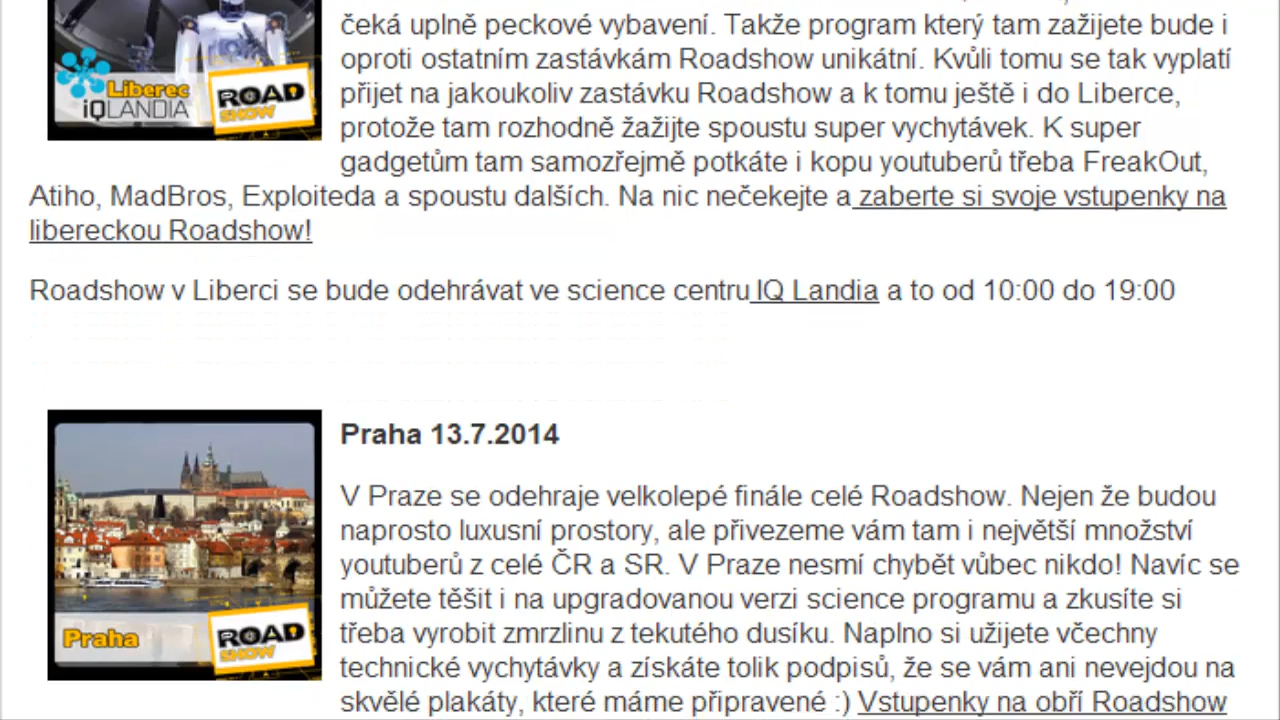 čeká uplně peckové vybavení. Takže program který tam zažijete bude i
oproti ostatním zastávkám Roadshow unikátní. Kvůli tomu se tak vyplatí
přijet na jakoukoliv zastávku Roadshow a k tomu ještě i do Liberce,
protože tam rozhodně žažijte spoustu super vychytávek. K super
gadgetům tam samozřejmě potkáte i kopu youtuberů třeba FreakOut,
Atiho, MadBros, Exploiteda a spoustu dalších. Na nic nečekejte a zaberte si svoje vstupenky na
libereckou Roadshow!
Liberec
iQLANDIA
ROAD
SHOW
Roadshow v Liberci se bude odehrávat ve science centru IQ Landia a to od 10:00 do 19:00
Praha 13.7.2014
V Praze se odehraje velkolepé finále celé Roadshow. Nejen že budou
naprosto luxusní prostory, ale přivezeme vám tam i největší množství
youtuberů z celé ČR a SR. V Praze nesmí chybět vůbec nikdo! Navíc se
můžete těšit i na upgradovanou verzi science programu a zkusíte si
třeba vyrobit zmrzlinu z tekutého dusíku. Naplno si užijete včechny
technické vychytávky a získáte tolik podpisů, že se vám ani nevejdou na
skvělé plakáty, které máme připravené :) Vstupenky na obří Roadshow
Praha
ROAD
SHOW